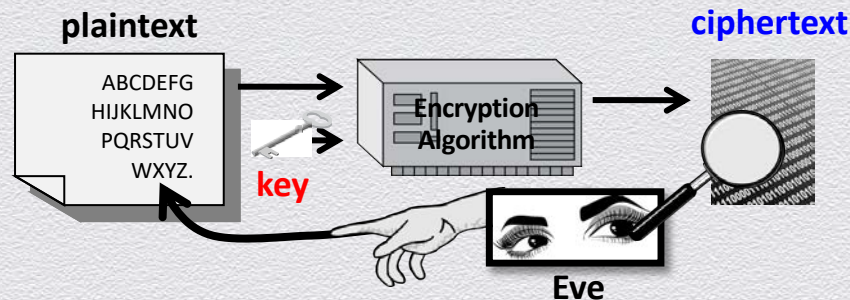 plaintext
ciphertext
ABCDEFG
HIJKLMNO
PQRSTUV
WXYZ.
Encryption
Algorithm
key
Eve